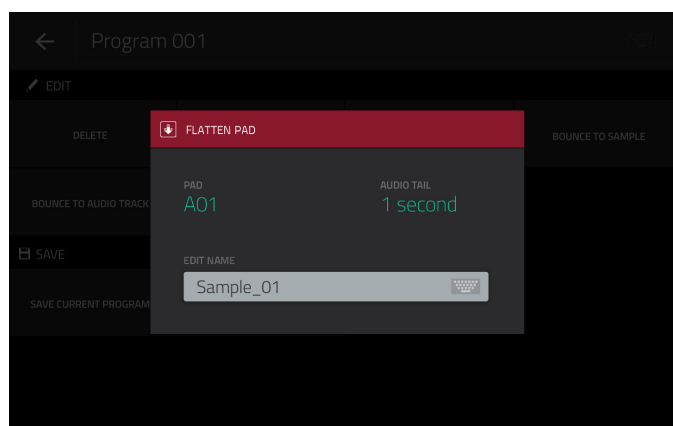 Program 001
EDIT
DELETE
BOUNCE TO SAMPLE
FLATTEN PAD
PAD
AUDIO TAIL
A01
1 second
BOUNCE TO AUDIO TRACK
SAVE
EDIT NAME
Sample_01
SAVE CURRENT PROGRAM